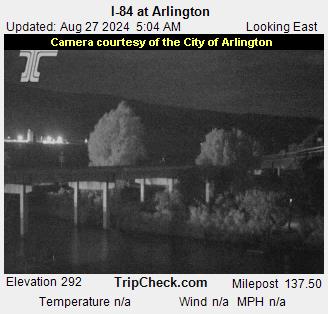 I-84 at Arlington
Updated: Aug 27 2024 5:04 AM Looking East
Camera courtesy of the City of Arlington
Elevation 292 TripCheck.com Milepost 137.50
Temperature n/a Wind n/a MPH n/a